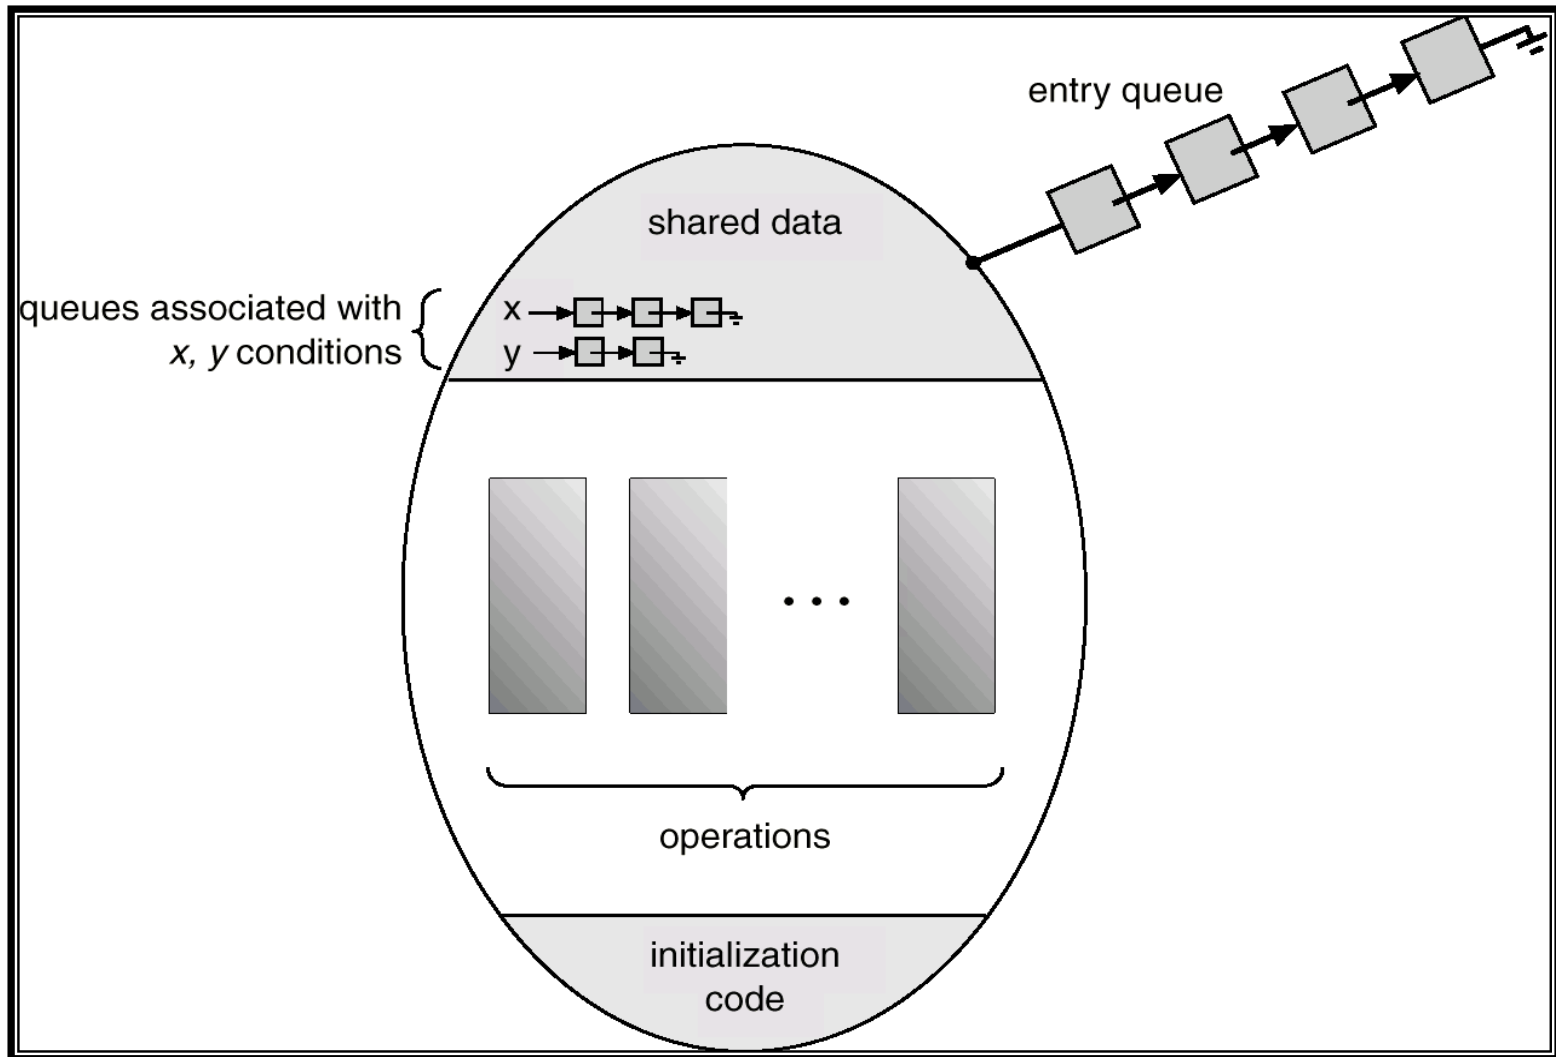 entry queue
shared data
queues associated with
x, y conditions
x
y
...
operations
initialization
code